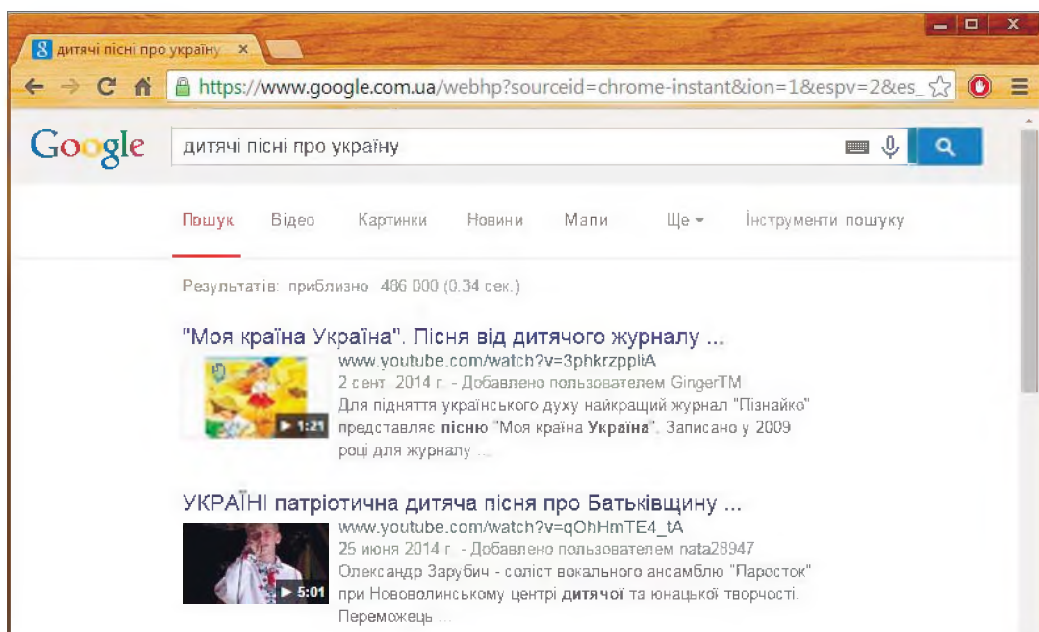 дитячі пісні про україну
https://www.google.com.ua/webhp?sourceid=chrome-instant&ion=1&espv=2&es_
Google дитячі пісні про україну
Пошук Відео Картинки Новини Мапи Ще Інструменти пошуку
Результатів: приблизно 486 000 (0.34 сек.)
"Моя країна Україна". Пісня від дитячого журналу ...
www.youtube.com/watch?v=3phkrzppliA
2 сент. 2014 г. - Добавлено пользователем GingerTM
Для підняття українського духу найкращий журнал "Пізнайко"
1:21 представляє пісню "Моя країна Україна". Записано у 2009
році для журналу ...
УКРАЇНІ патріотична дитяча пісня про Батьківщину ...
www.youtube.com/watch?v=qOhHmTE4_tA
25 июня 2014 г. - Добавлено пользователем nata28947
Олександр Зарубич - соліст вокального ансамблю "Паросток"
5:01 при Нововолинському центрі дитячої та юнацької творчості.
Переможець ...